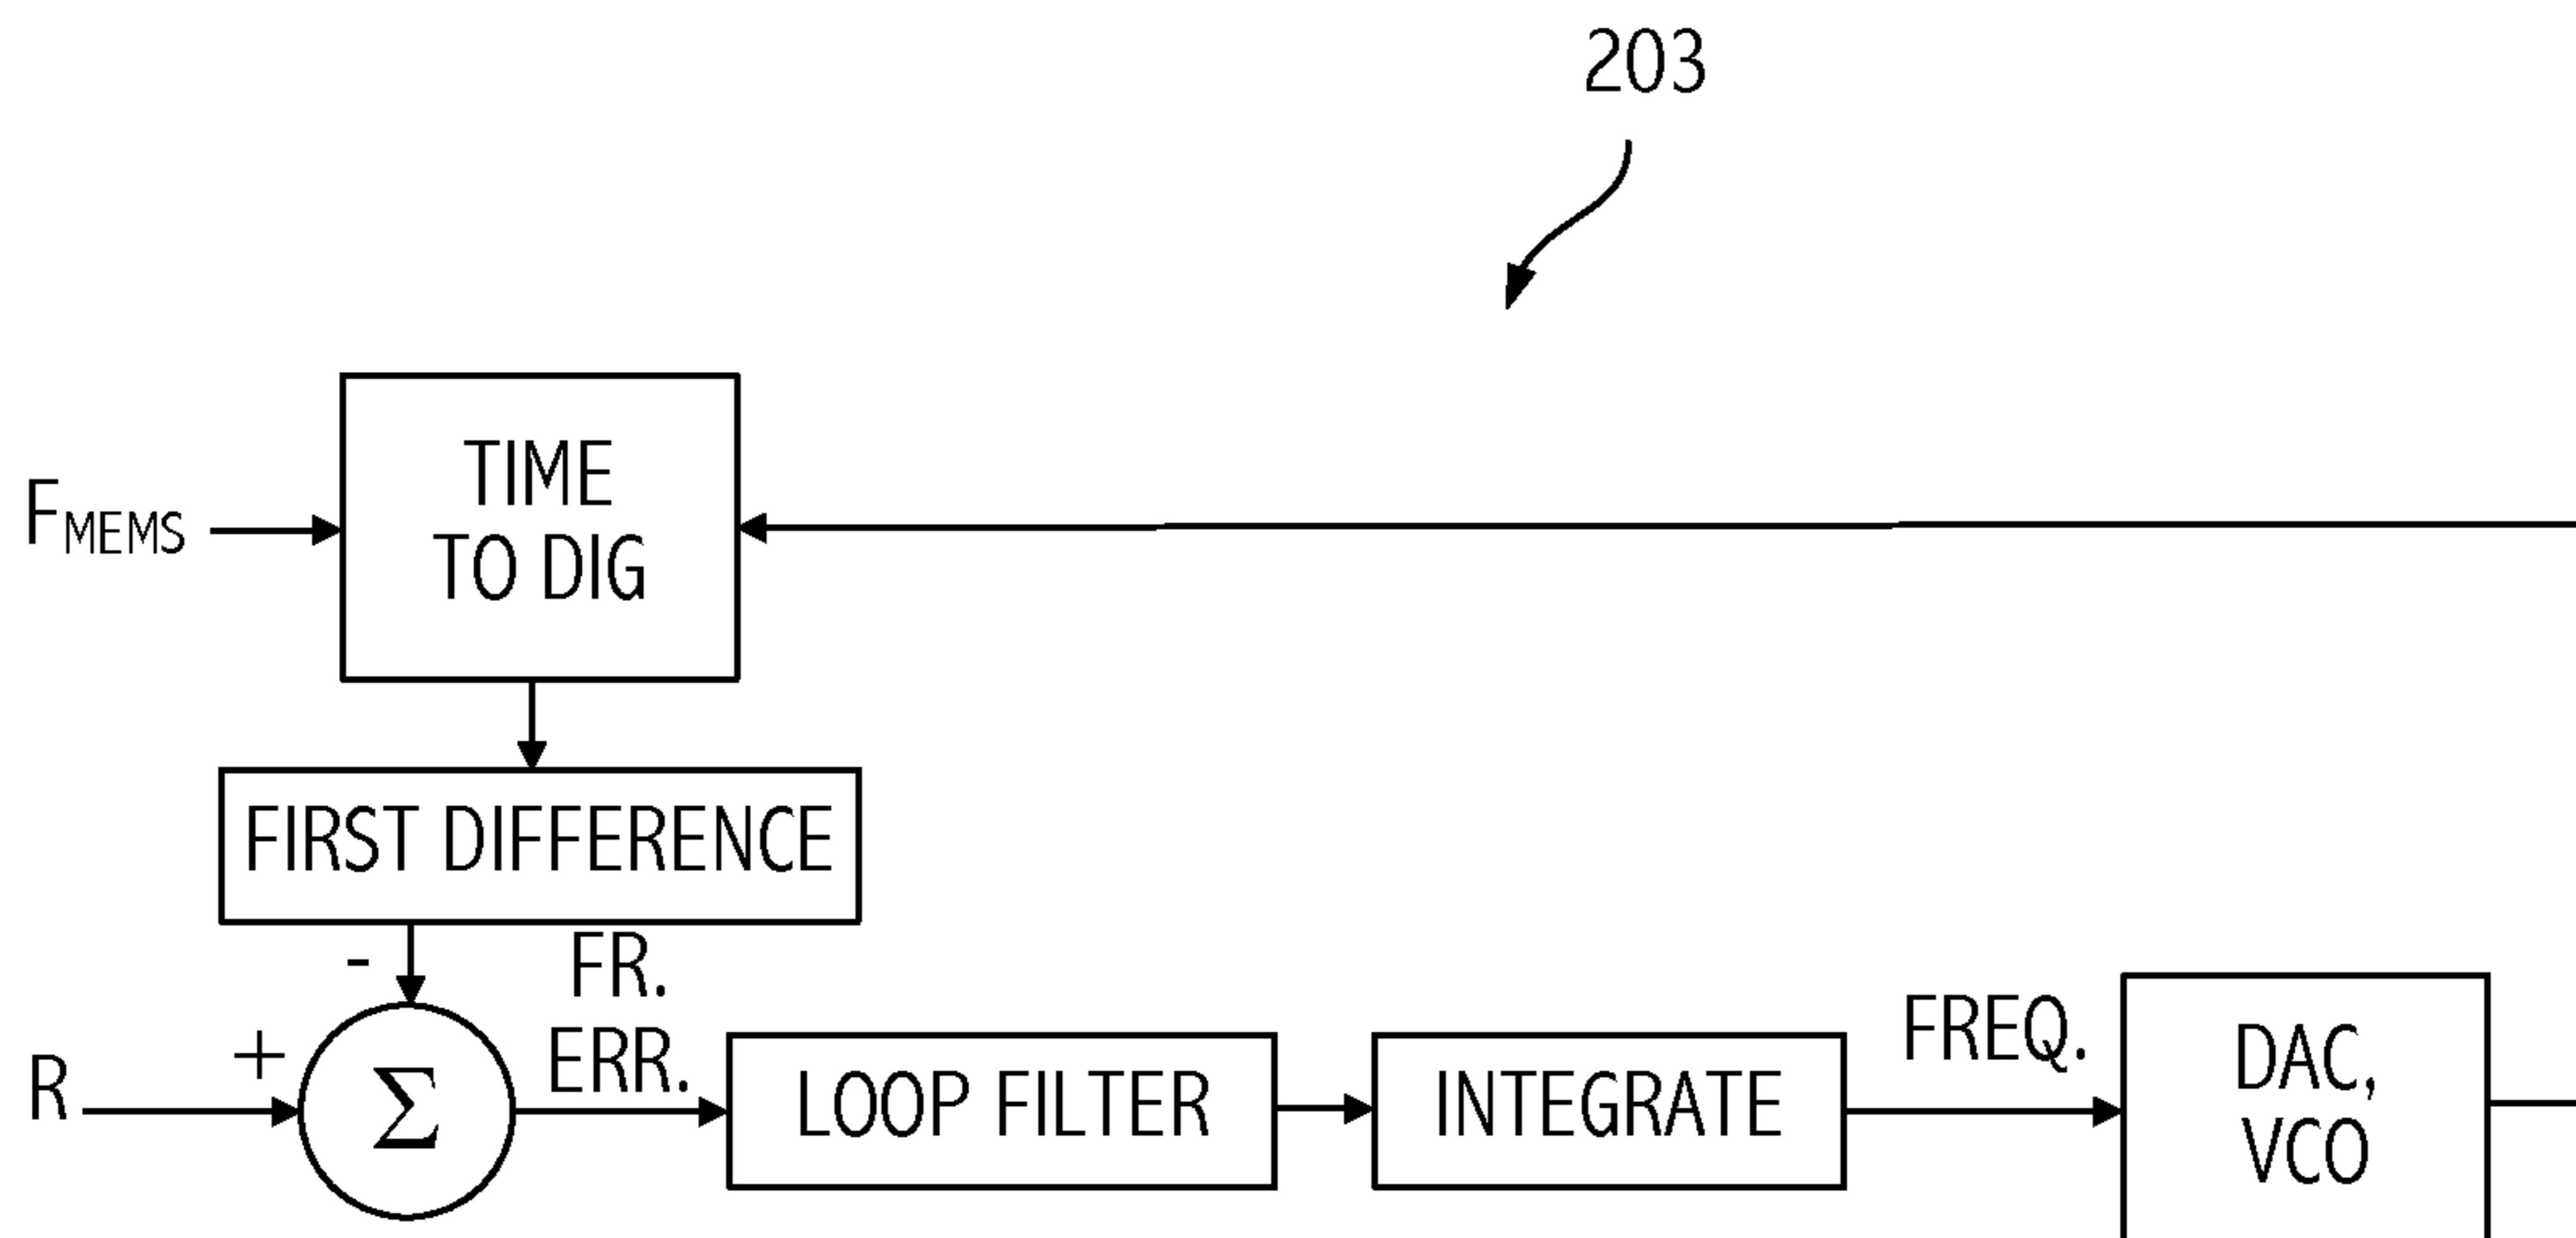 203
TIME
TO DIG
FMEMS
FIRST DIFFERENCE
-
FR.
ERR.
+
R
Σ
LOOP FILTER
INTEGRATE
FREQ.
DAC,
VCO